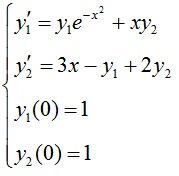 y₁′ = y₁e^{-x²} + xy₂
y₂′ = 3x − y₁ + 2y₂
y₁(0) = 1
y₂(0) = 1